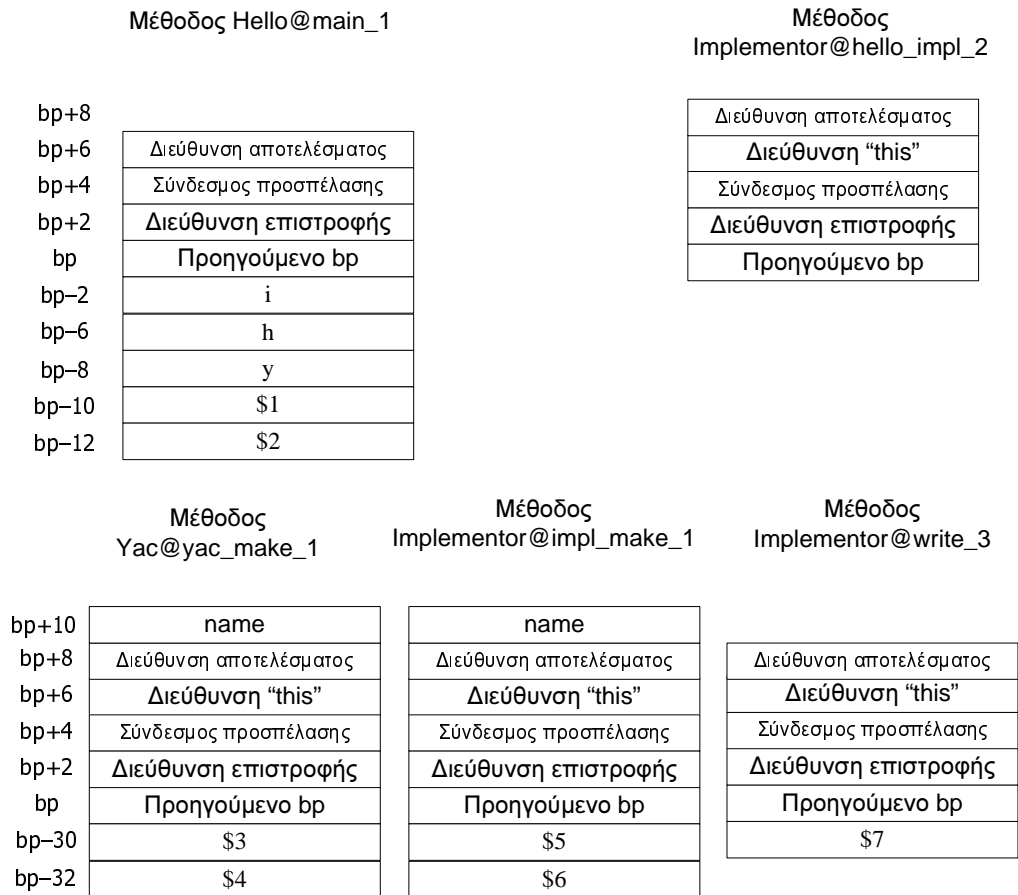 Μέθοδος Hello@main_1
Μέθοδος
Implementor@hello_impl_2
bp+8
Διεύθυνση αποτελέσματος
bp+6
Διεύθυνση αποτελέσματος
Διεύθυνση “this”
bp+4
Σύνδεσμος προσπέλασης
Σύνδεσμος προσπέλασης
bp+2
Διεύθυνση επιστροφής
Διεύθυνση επιστροφής
bp
Προηγούμενο bp
Προηγούμενο bp
bp–2
i
bp–6
h
bp–8
y
bp–10
$1
bp–12
$2
Μέθοδος
Yac@yac_make_1
Μέθοδος
Implementor@impl_make_1
Μέθοδος
Implementor@write_3
bp+10
name
name
bp+8
Διεύθυνση αποτελέσματος
Διεύθυνση αποτελέσματος
Διεύθυνση αποτελέσματος
bp+6
Διεύθυνση “this”
Διεύθυνση “this”
Διεύθυνση “this”
bp+4
Σύνδεσμος προσπέλασης
Σύνδεσμος προσπέλασης
Σύνδεσμος προσπέλασης
bp+2
Διεύθυνση επιστροφής
Διεύθυνση επιστροφής
Διεύθυνση επιστροφής
bp
Προηγούμενο bp
Προηγούμενο bp
Προηγούμενο bp
bp–30
$3
$5
$7
bp–32
$4
$6